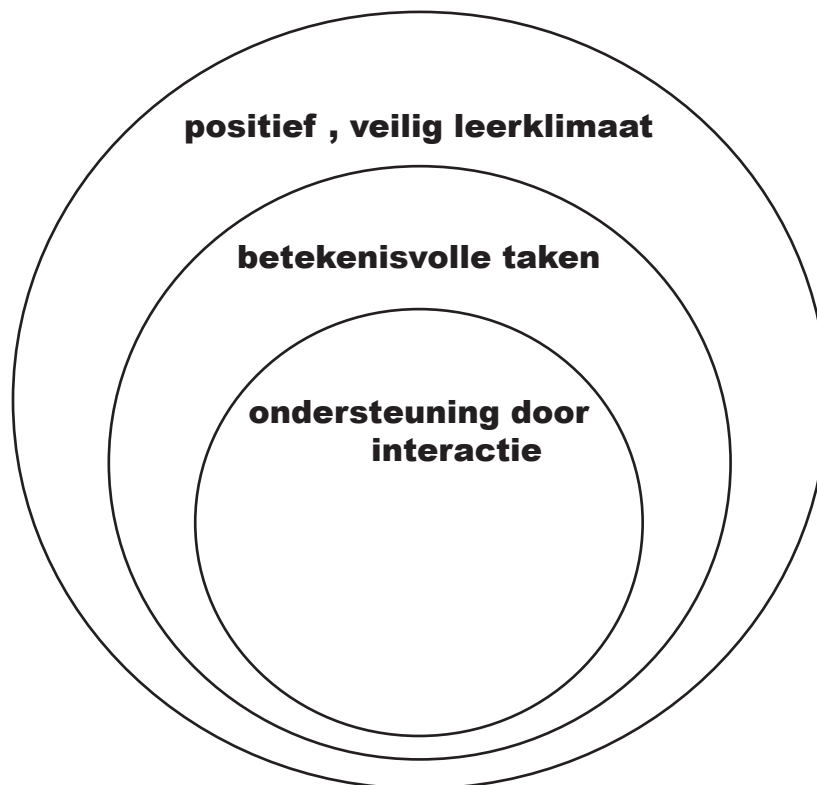 positief , veilig leerklimaat
betekenisvolle taken
ondersteuning door
interactie